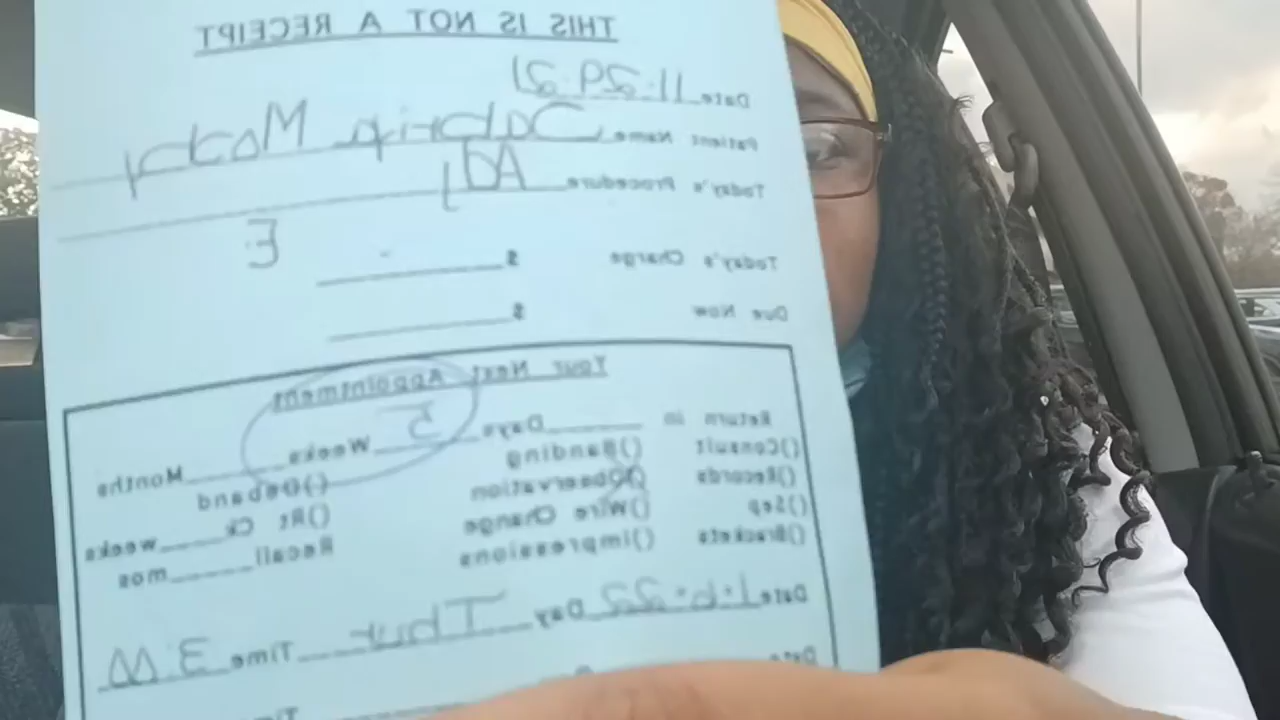 THIS IS NOT A RECEIPT
Date 11.29.21
Patient Name
Today's Procedure Adj
E
Today's Charge $
Due Now $
Your Next Appointment
Return in Days 5 Weeks Months
()Consult ()Banding ()Deband
()Records ()Observation ()Rt Ck weeks
()Sep ()Wire Change Recall mos
()Brackets ()Impressions
Date 1.6.22 Day Thur Time
Date